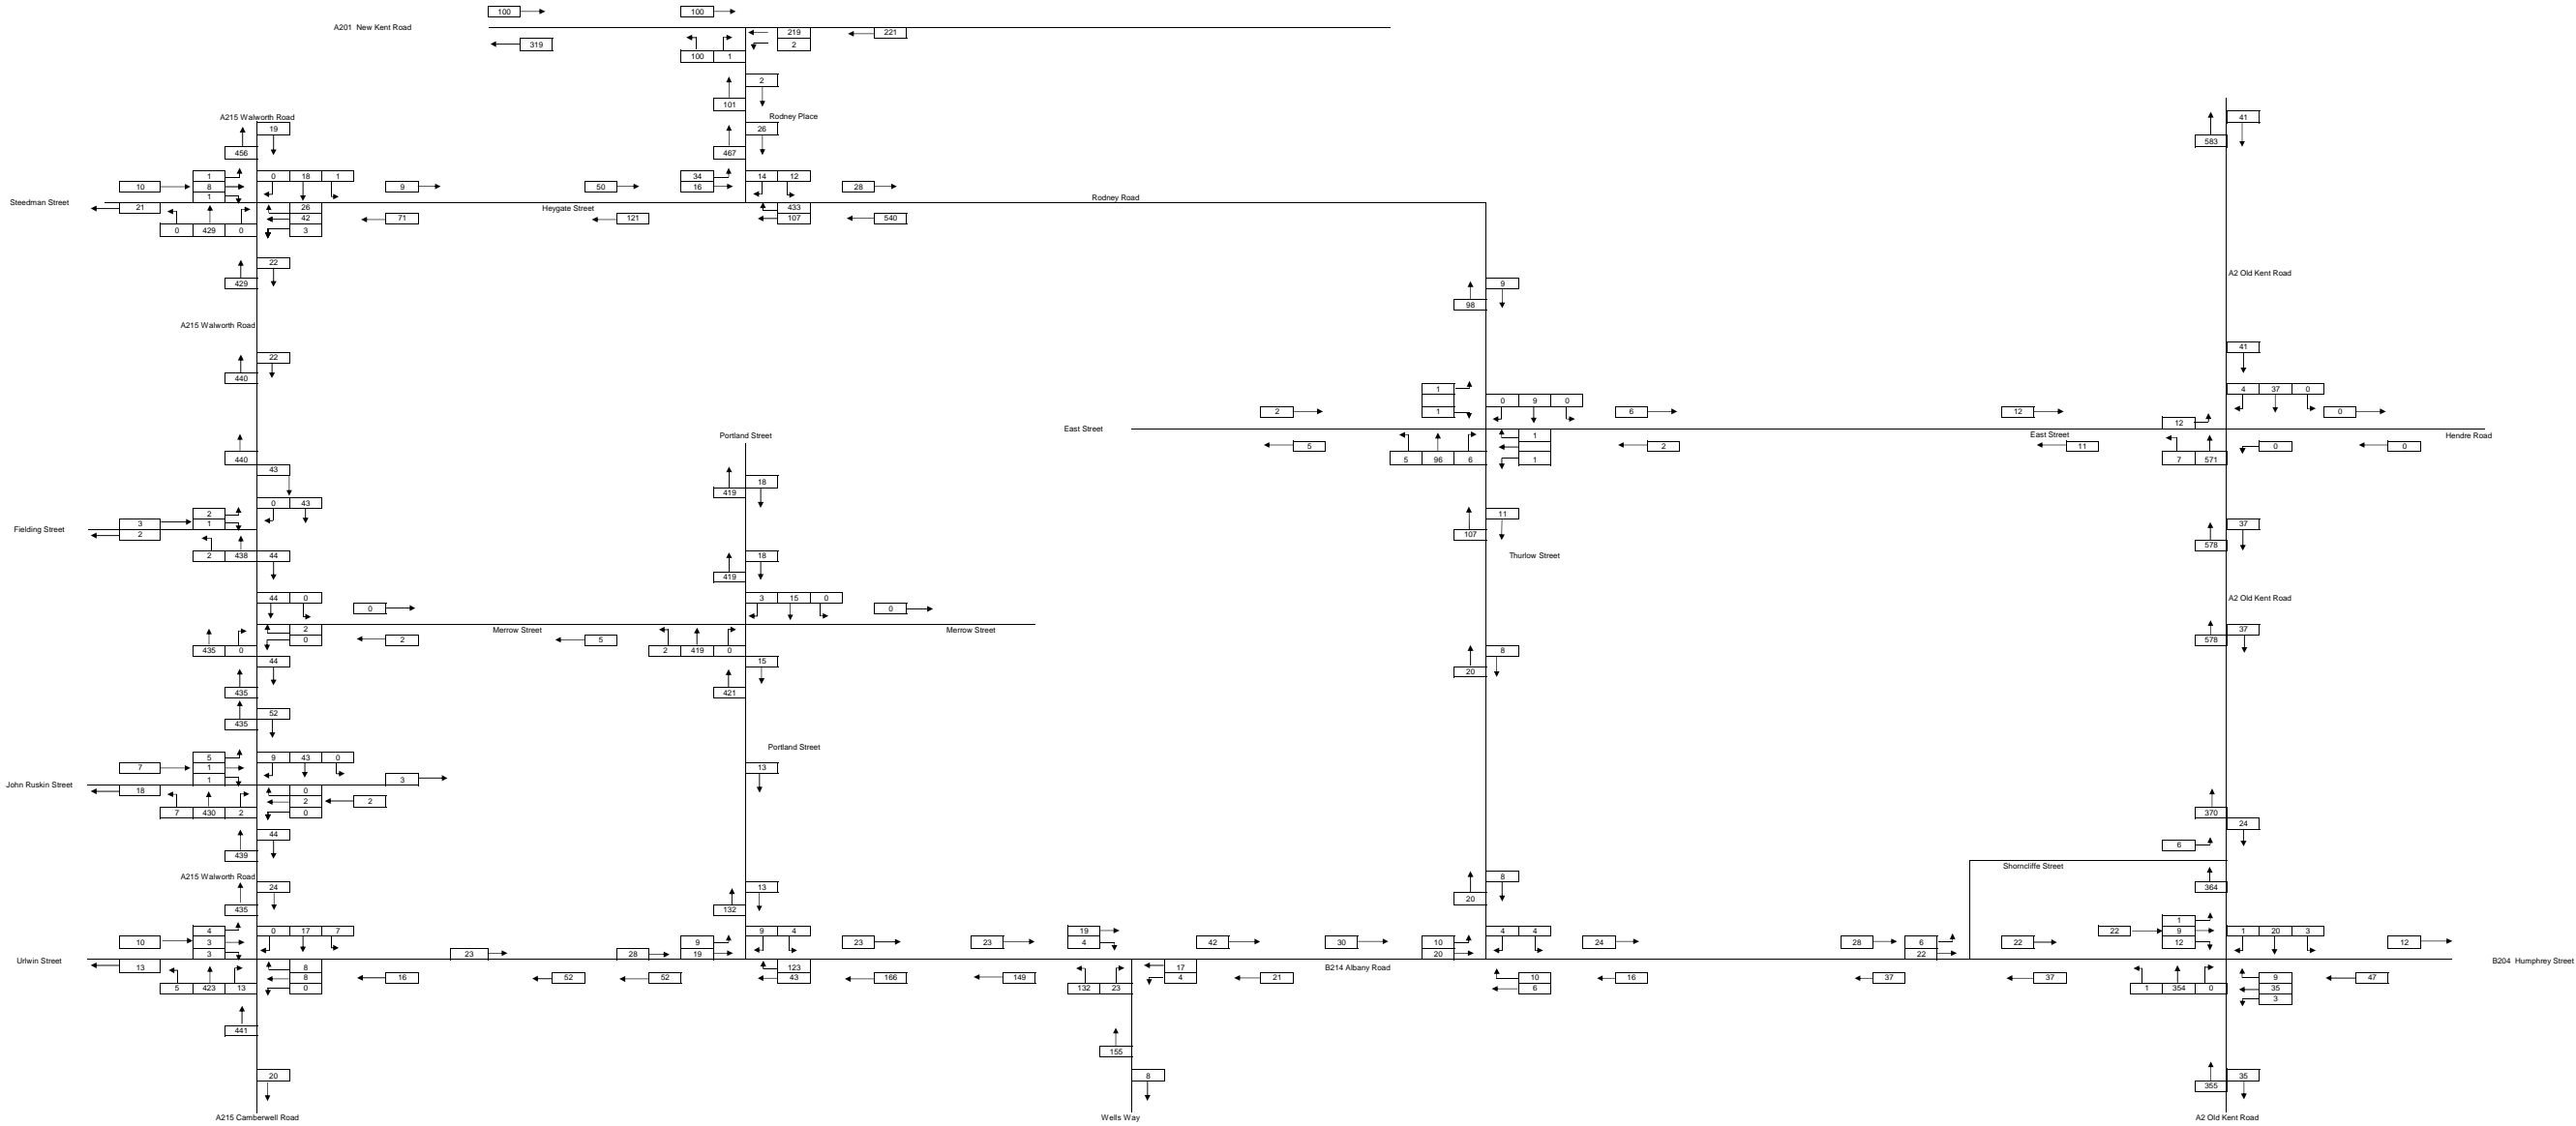 100 100
A201 New Kent Road
319 219 221
2
100 1
2
101
A215 Walworth Road Rodney Place
19 26 41
456 467 583
1 0 18 1 34 14 12
10 8 9 50 16 28
1
Steedman Street 21 26 Heygate Street 433 Rodney Road
42 71 121 107 540
0 429 0 3
22
429
A2 Old Kent Road
9
98
A215 Walworth Road
22 41
440
1 4 37 0
0 9 0
2 1 6 12 0
12
East Street
Portland Street 1 East Street Hendre Road
5 2 11 0 0
440 5 96 6 1 7 571
43
419 18
0 43
2 11 37
3 1
Fielding Street 2 107 578
2 438 44 18 Thurlow Street
419
44 0 3 15 0 A2 Old Kent Road
0 0
2 Merrow Street Merrow Street 37
0 2 5 578
435 0 2 419 0 8
44 15 20
435 421
52
435
Portland Street
5 9 43 0
7 1 13
1 3
John Ruskin Street 18 0
2 2
7 430 2 0 370
24
44
439 6
Shorncliffe Street
A215 Walworth Road
24 13 8 364
435 132 20
4 0 17 7 9 4 19 4 4 1
10 3 9 23 23 4 42 30 10 24 28 6 22 22 9 1 20 3 12
3 23 28 19 20 22 12
Urlwin Street 13 8 B214 Albany Road B204 Humphrey Street
8 16 52 52 123 166 149 17 21 10 16 37 37 9 47
5 423 13 0 43 132 23 4 6 1 354 0 35
3
441
155
20 8 35
355
A215 Camberwell Road Wells Way A2 Old Kent Road